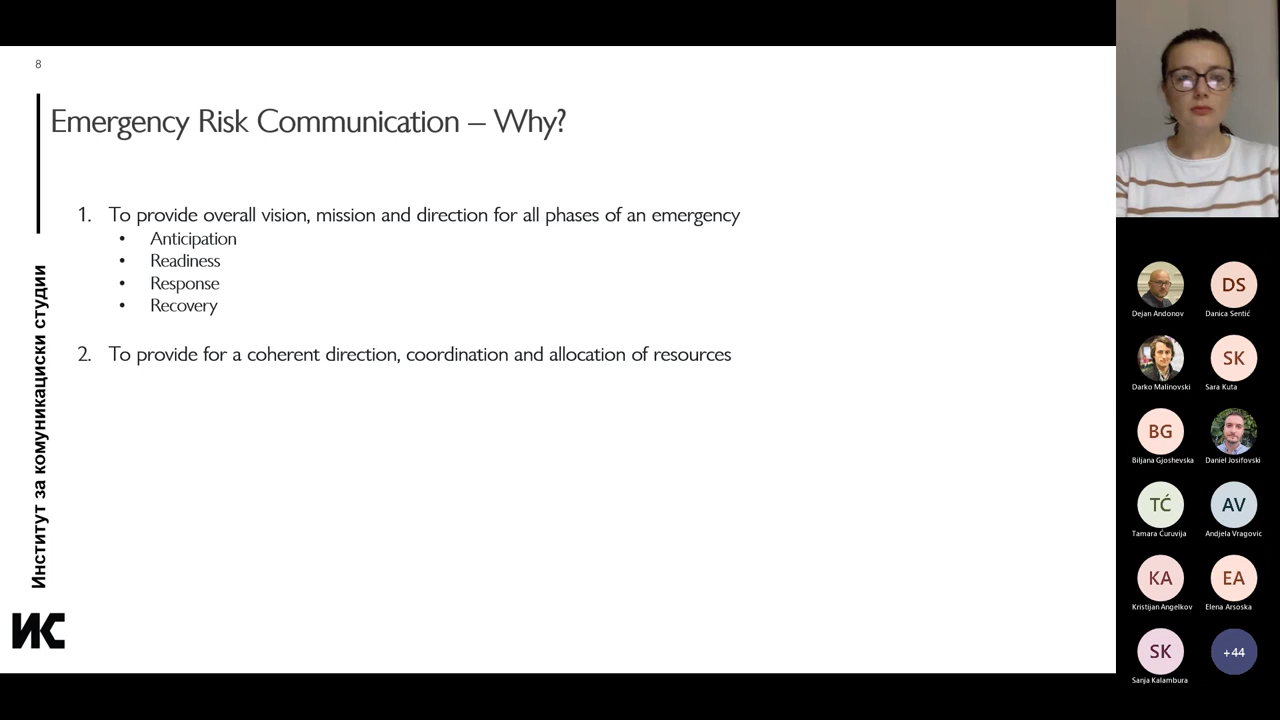 8
Emergency Risk Communication – Why?
1. To provide overall vision, mission and direction for all phases of an emergency
• Anticipation
• Readiness
• Response
• Recovery
2. To provide for a coherent direction, coordination and allocation of resources
Институт за комуникациски студии
ИС
DS
Dejan Andonov
Danica Sentić
SK
Darko Malinovski
Sara Kuta
BG
Biljana Gjoshevska
Daniel Josifovski
TĆ
AV
Tamara Ćuruvija
Andjela Vragovic
KA
EA
Kristijan Angelkov
Elena Arsoska
SK
+44
Sanja Kalambura